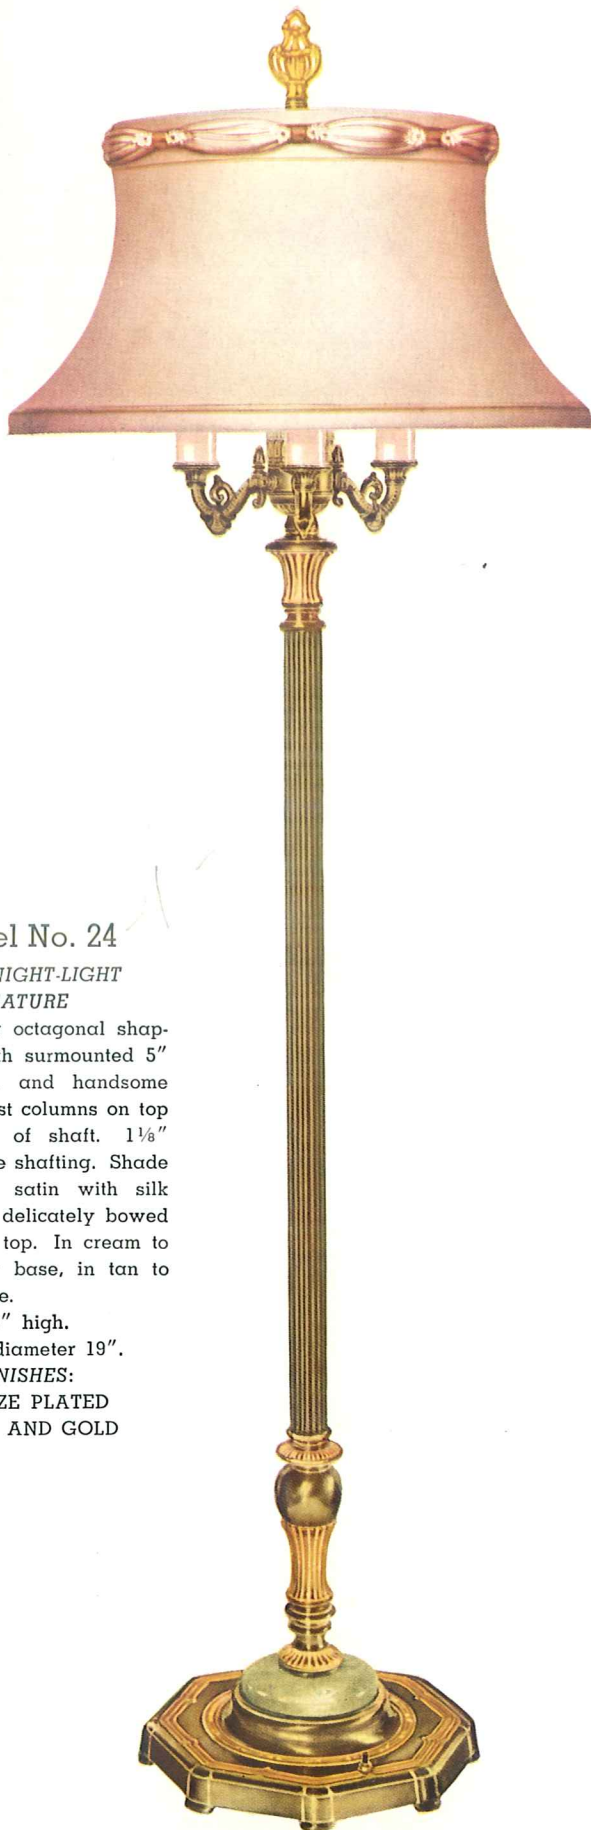 el No. 24
NIGHT-LIGHT
ATURE
octagonal shap-
th surmounted 5"
and handsome
st columns on top
of shaft. 1⅛"
e shafting. Shade
satin with silk
delicately bowed
top. In cream to
base, in tan to
e.
" high.
diameter 19".
NISHES:
ZE PLATED
AND GOLD